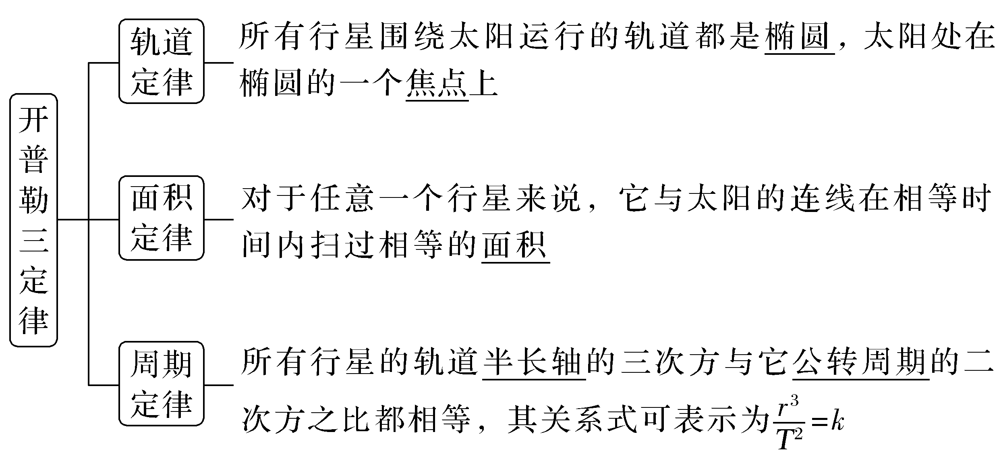 开普勒三定律
轨道
定律
所有行星围绕太阳运行的轨道都是椭圆，太阳处在
椭圆的一个焦点上
面积
定律
对于任意一个行星来说，它与太阳的连线在相等时
间内扫过相等的面积
周期
定律
所有行星的轨道半长轴的三次方与它公转周期的二
次方之比都相等，其关系式可表示为r³/T²=k